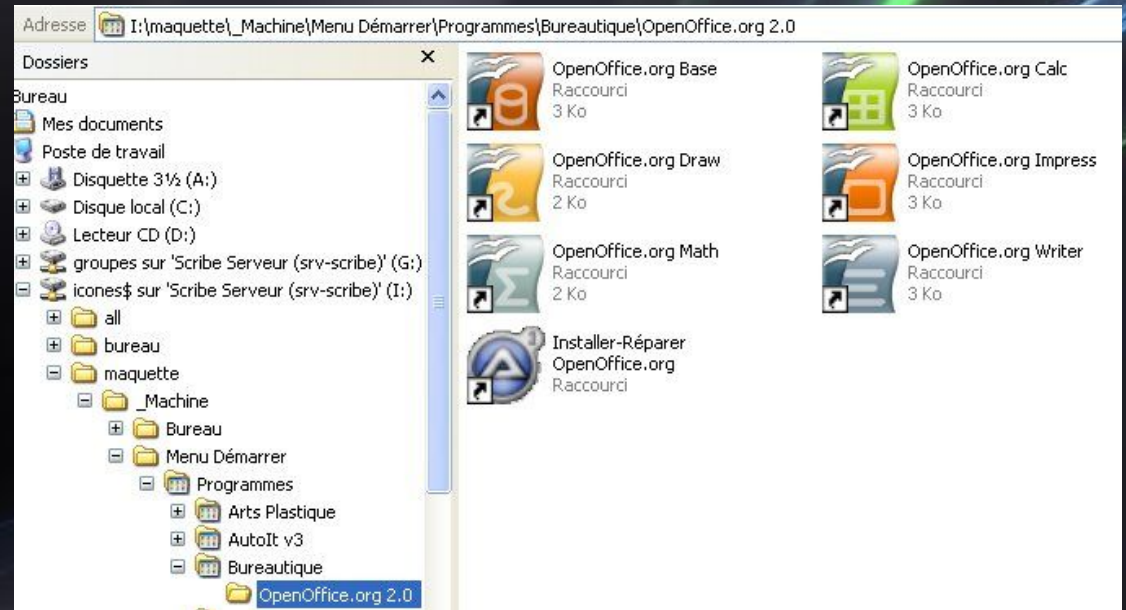 Adresse I:\maquette\_Machine\Menu Démarrer\Programmes\Bureautique\OpenOffice.org 2.0
Dossiers
Bureau
Mes documents
Poste de travail
Disquette 3½ (A:)
Disque local (C:)
Lecteur CD (D:)
groupes sur 'Scribe Serveur (srv-scribe)' (G:)
icones$ sur 'Scribe Serveur (srv-scribe)' (I:)
all
bureau
maquette
_Machine
Bureau
Menu Démarrer
Programmes
Arts Plastique
AutoIt v3
Bureautique
OpenOffice.org 2.0
OpenOffice.org Base
Raccourci
3 Ko
OpenOffice.org Calc
Raccourci
3 Ko
OpenOffice.org Draw
Raccourci
2 Ko
OpenOffice.org Impress
Raccourci
3 Ko
OpenOffice.org Math
Raccourci
2 Ko
OpenOffice.org Writer
Raccourci
3 Ko
Installer-Réparer
OpenOffice.org
Raccourci